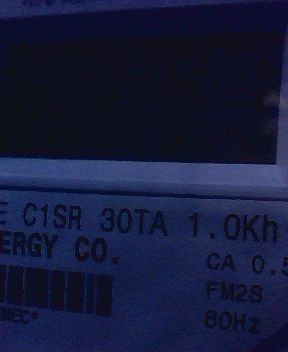 C1SR 30TA 1.0Kh
ERGY CO.
CA 0.5
FM2S
60Hz